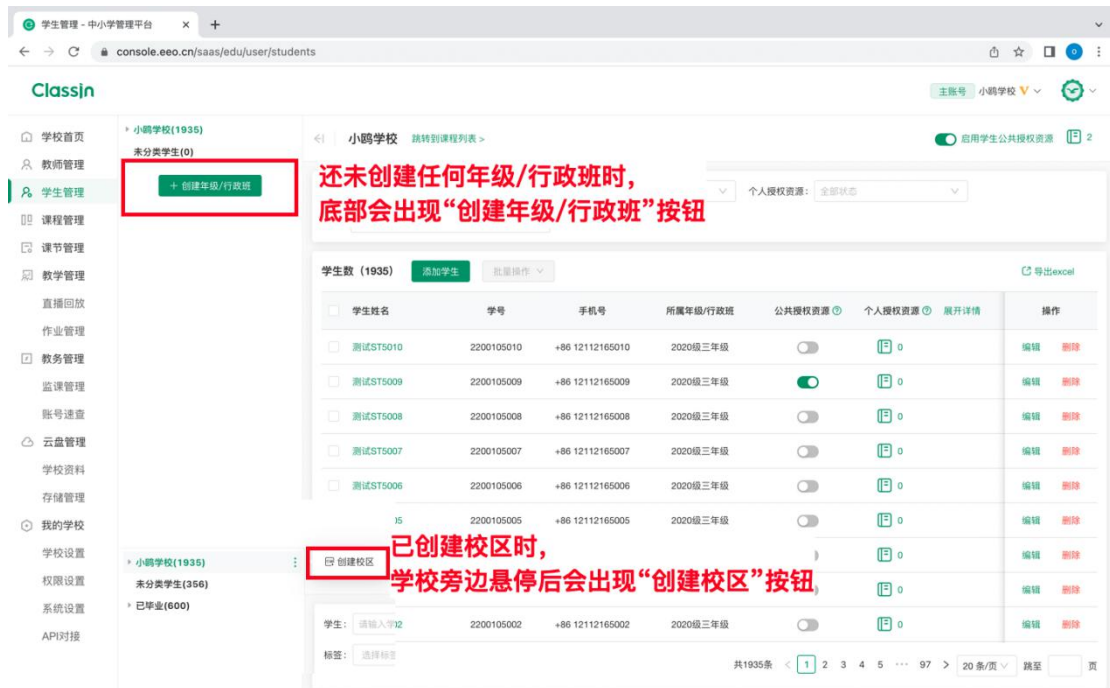 学生管理 - 中小学管理平台
console.eeo.cn/saas/edu/user/students
ClassIn
主账号 小鸥学校 V
学校首页
教师管理
学生管理
课程管理
课节管理
教学管理
直播回放
作业管理
教务管理
监课管理
账号速查
云盘管理
学校资料
存储管理
我的学校
学校设置
权限设置
系统设置
API对接
小鸥学校(1935)
未分类学生(0)
+ 创建年级/行政班
小鸥学校 跳转到课程列表 >
启用学生公共授权资源 2
还未创建任何年级/行政班时，
底部会出现“创建年级/行政班”按钮
个人授权资源： 全部状态
学生数（1935） 添加学生 批量操作 导出excel
学生姓名 学号 手机号 所属年级/行政班 公共授权资源 个人授权资源 展开详情 操作
测试ST5010 2200105010 +86 12112165010 2020级三年级 0 编辑 删除
测试ST5009 2200105009 +86 12112165009 2020级三年级 0 编辑 删除
测试ST5008 2200105008 +86 12112165008 2020级三年级 0 编辑 删除
测试ST5007 2200105007 +86 12112165007 2020级三年级 0 编辑 删除
测试ST5006 2200105006 +86 12112165006 2020级三年级 0 编辑 删除
2200105005 +86 12112165005 2020级三年级 0 编辑 删除
0 编辑 删除
0 编辑 删除
02 2200105002 +86 12112165002 2020级三年级 0 编辑 删除
小鸥学校(1935)
未分类学生(356)
已毕业(600)
创建校区
已创建校区时，
学校旁边悬停后会出现“创建校区”按钮
学生： 请输入学
标签： 选择标签
共1935条 < 1 2 3 4 5 ··· 97 > 20 条/页 跳至 页